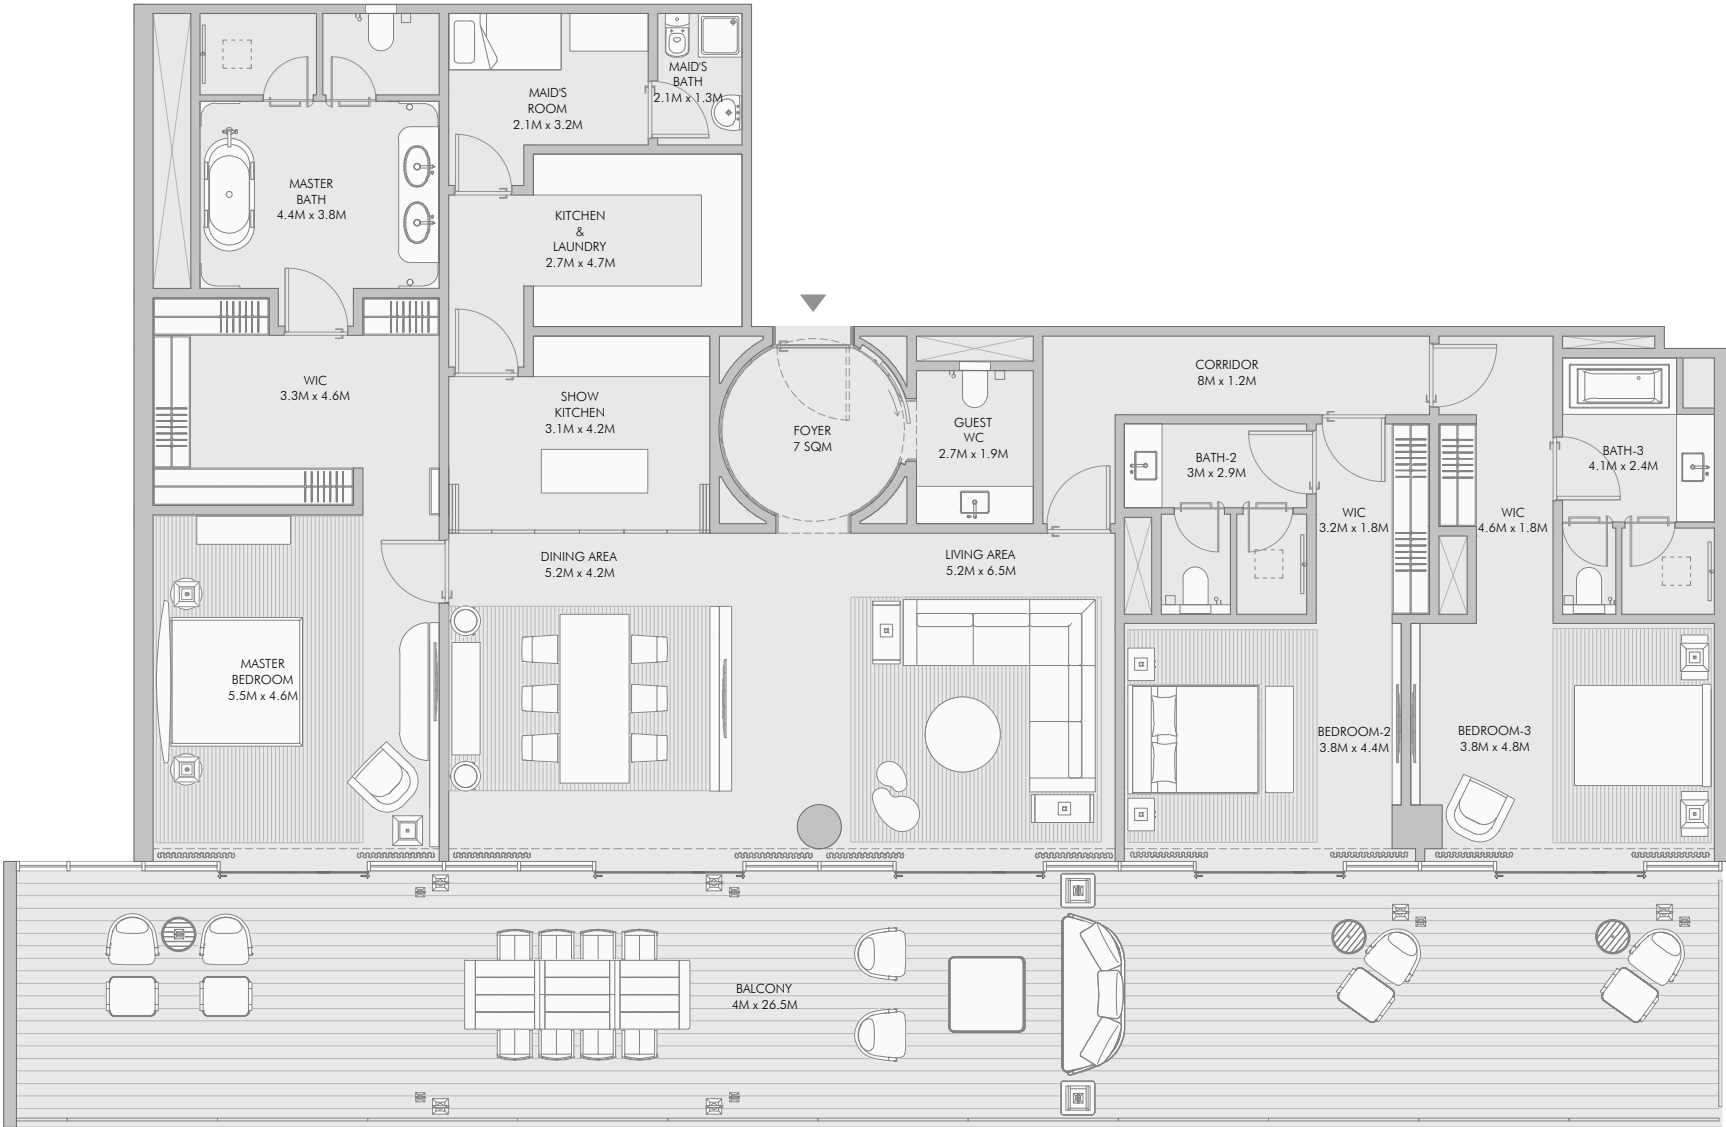 MAID'S
BATH
2.1M x 1.3M
MAID'S
ROOM
2.1M x 3.2M
MASTER
BATH
4.4M x 3.8M
KITCHEN
&
LAUNDRY
2.7M x 4.7M
WIC
3.3M x 4.6M
SHOW
KITCHEN
3.1M x 4.2M
FOYER
7 SQM
GUEST
WC
2.7M x 1.9M
CORRIDOR
8M x 1.2M
BATH-2
3M x 2.9M
BATH-3
4.1M x 2.4M
WIC
3.2M x 1.8M
WIC
4.6M x 1.8M
DINING AREA
5.2M x 4.2M
LIVING AREA
5.2M x 6.5M
MASTER
BEDROOM
5.5M x 4.6M
BEDROOM-2
3.8M x 4.4M
BEDROOM-3
3.8M x 4.8M
BALCONY
4M x 26.5M